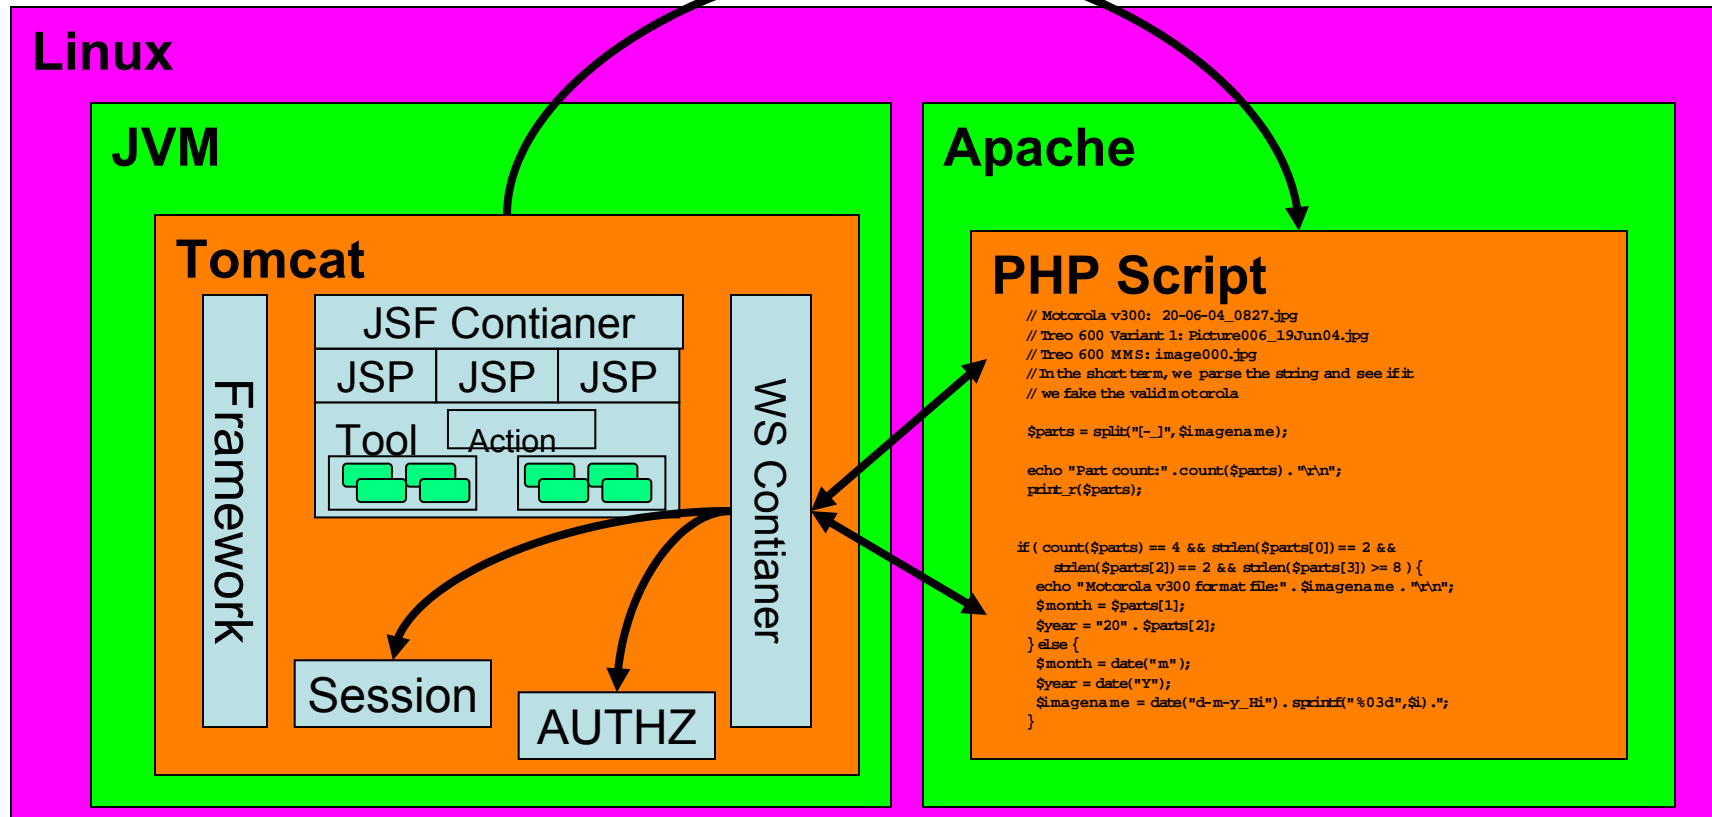 Linux
JVM
Apache
Tomcat
PHP Script
Framework
JSF Contianer
JSP JSP JSP
Tool
Action
WS Contianer
Session
AUTHZ
// Motorola v300: 20-06-04_0827.jpg
// Treo 600 Variant 1: Picture006_19Jun04.jpg
// Treo 600 MMS: image000.jpg
// In the short term, we parse the string and see if it
// we fake the valid motorola
$parts = split("[-_]",$imagename);
echo "Part count:" .count($parts) . "\r\n";
print_r($parts);
if ( count($parts) == 4 && strlen($parts[0]) == 2 &&
strlen($parts[2]) == 2 && strlen($parts[3]) >= 8 ) {
echo "Motorola v300 format file:" . $imagename . "\r\n";
$month = $parts[1];
$year = "20" . $parts[2];
} else {
$month = date("m");
$year = date("Y");
$imagename = date("d-m-y_Hi") . sprintf("%03d",$i).";
}